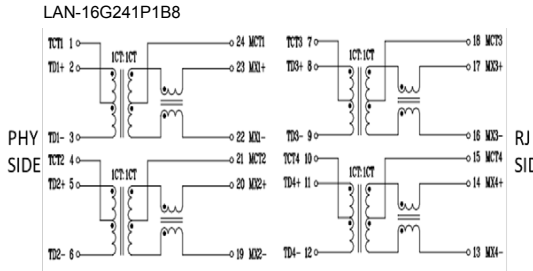 LAN-16G241P1B8
TCT1 1
1CT:1CT
24 MCT1
TD1+ 2
23 MX1+
TD1- 3
22 MX1-
TCT2 4
1CT:1CT
21 MCT2
TD2+ 5
20 MX2+
TD2- 6
19 MX2-
PHY
SIDE
TCT3 7
1CT:1CT
18 MCT3
TD3+ 8
17 MX3+
TD3- 9
16 MX3-
TCT4 10
1CT:1CT
15 MCT4
TD4+ 11
14 MX4+
TD4- 12
13 MX4-
RJ